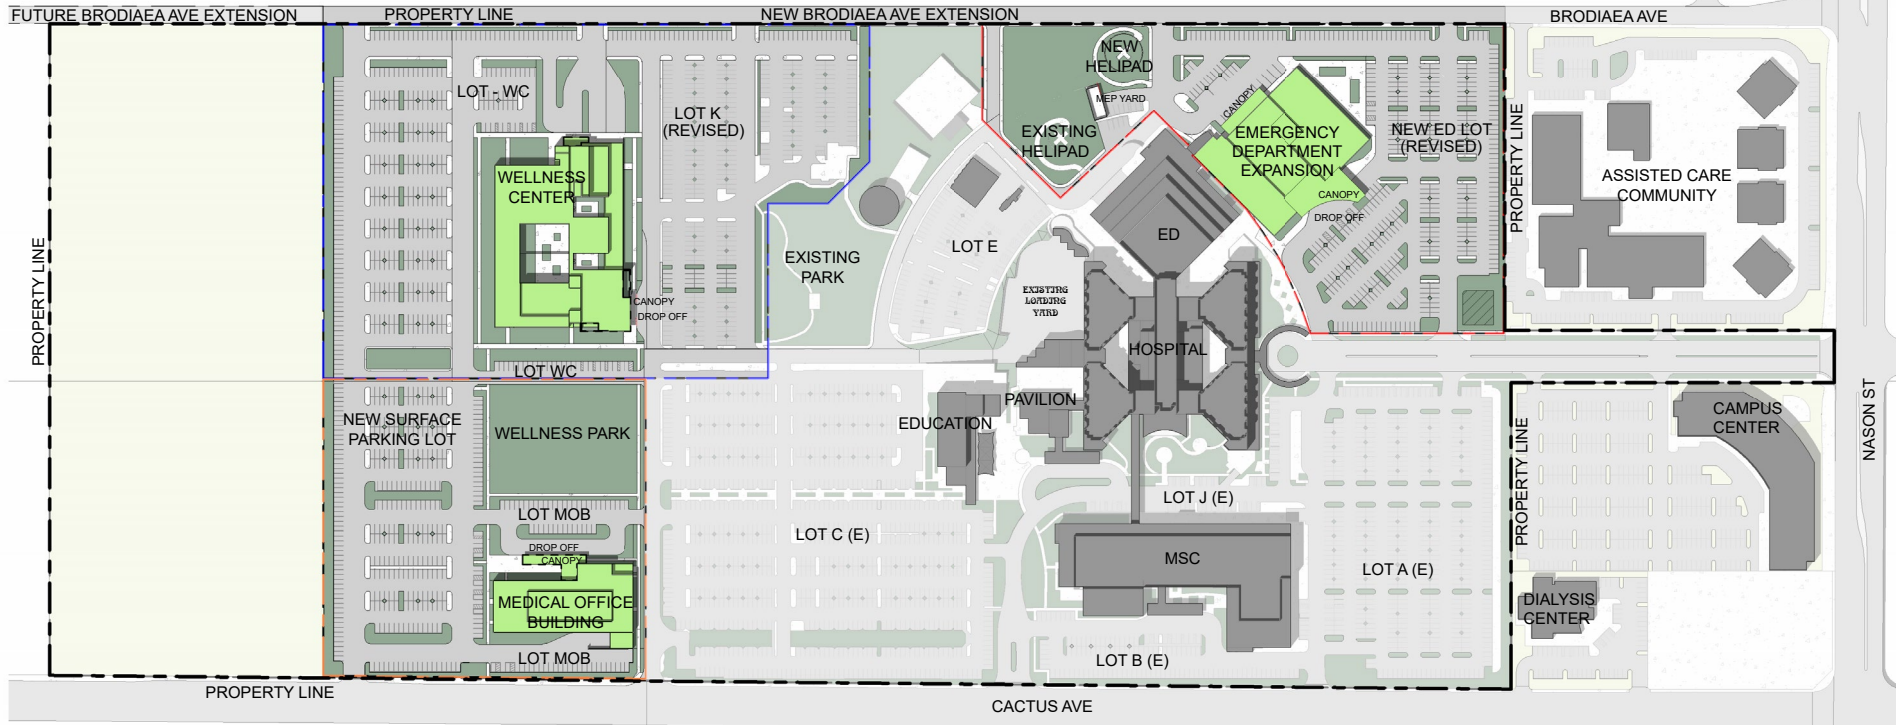 FUTURE BRODIAEA AVE EXTENSION
PROPERTY LINE
NEW BRODIAEA AVE EXTENSION
BRODIAEA AVE
LOT - WC
LOT K
(REVISED)
NEW
HELIPAD
MEP YARD
EXISTING
HELIPAD
CANOPY
EMERGENCY
DEPARTMENT
EXPANSION
CANOPY
DROP OFF
NEW ED LOT
(REVISED)
PROPERTY LINE
ASSISTED CARE
COMMUNITY
WELLNESS
CENTER
CANOPY
DROP OFF
EXISTING
PARK
LOT E
ED
EXISTING
LOADING
YARD
HOSPITAL
PROPERTY LINE
LOT WC
NEW SURFACE
PARKING LOT
WELLNESS PARK
EDUCATION
PAVILION
PROPERTY LINE
CAMPUS
CENTER
NASON ST
LOT MOB
DROP OFF
CANOPY
MEDICAL OFFICE
BUILDING
LOT MOB
LOT C (E)
LOT J (E)
MSC
LOT A (E)
LOT B (E)
DIALYSIS
CENTER
PROPERTY LINE
CACTUS AVE